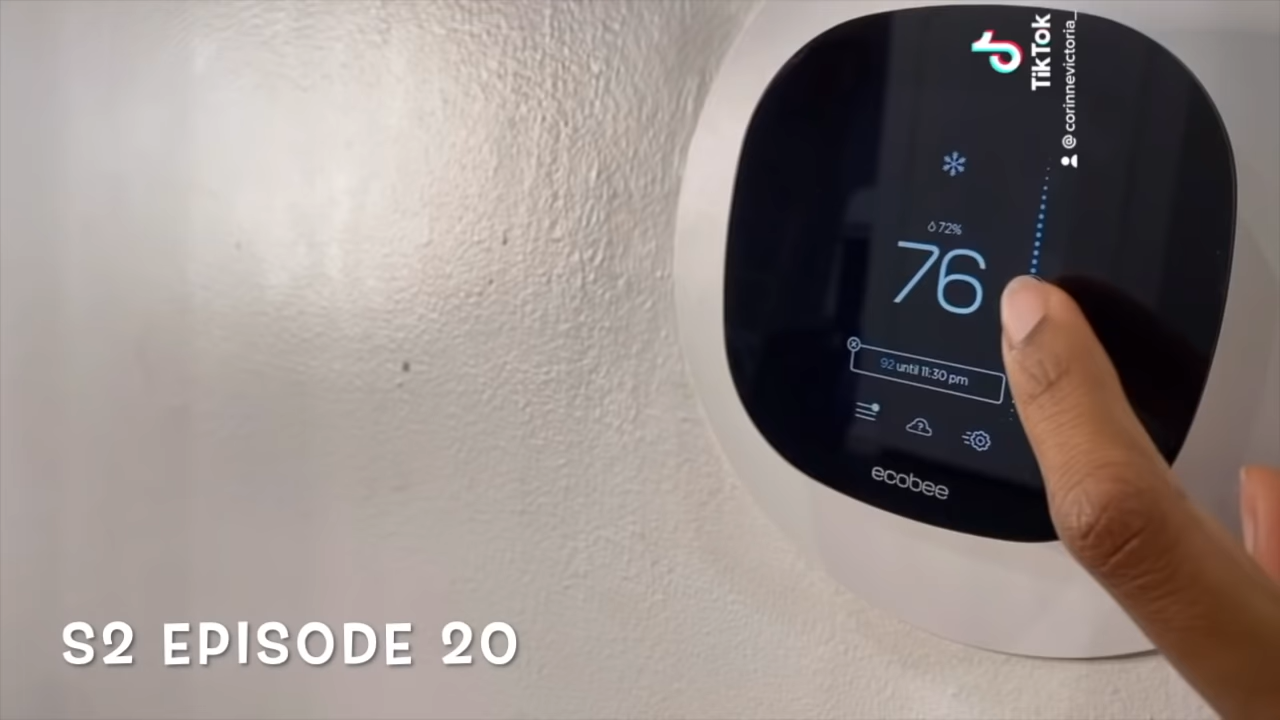 TikTok
@corinnevictoria_
72%
76
92 until 11:30 pm
ecobee
S2 EPISODE 20